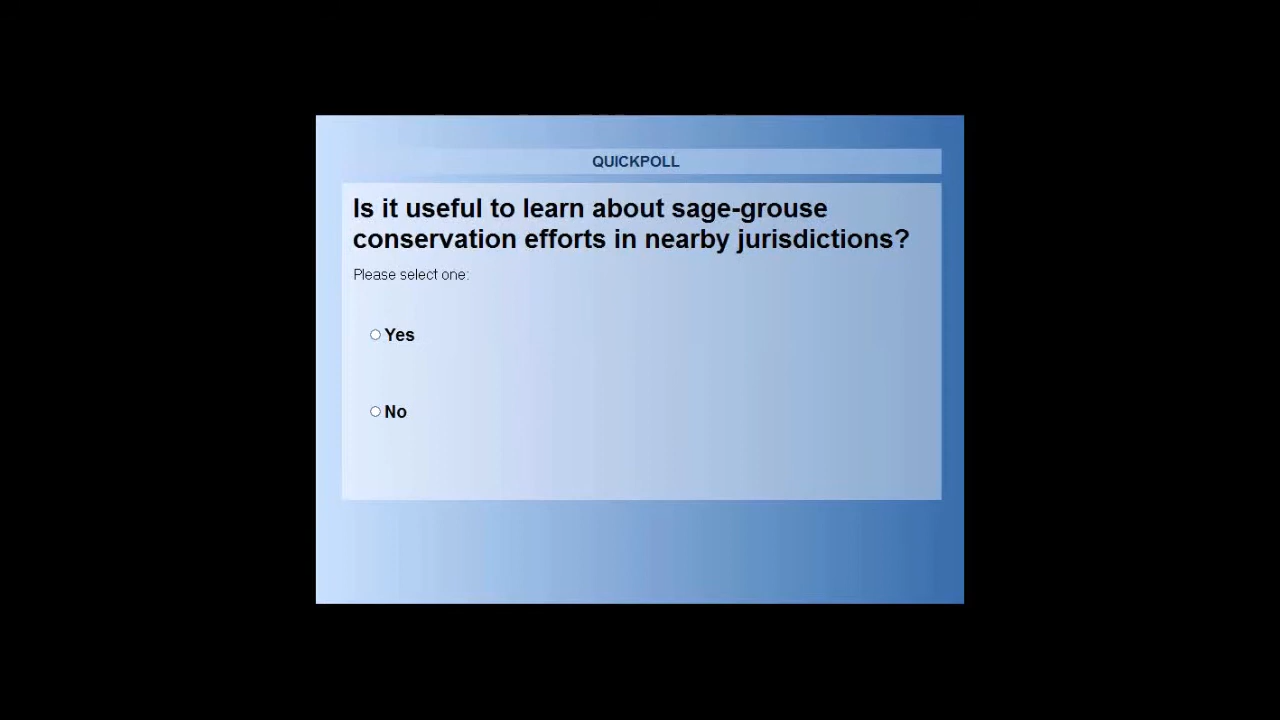 QUICKPOLL
Is it useful to learn about sage-grouse
conservation efforts in nearby jurisdictions?
Please select one:
Yes
No